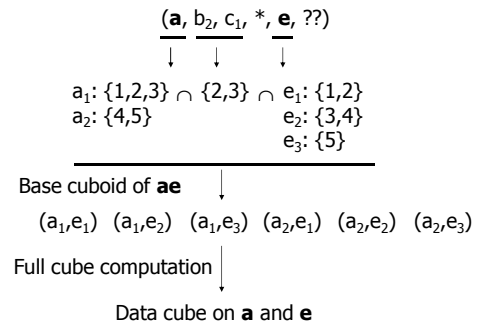 (a, b₂, c₁, *, e, ??)
a₁: {1,2,3} ∩ {2,3} ∩ e₁: {1,2}
a₂: {4,5} e₂: {3,4}
e₃: {5}
Base cuboid of ae
(a₁,e₁) (a₁,e₂) (a₁,e₃) (a₂,e₁) (a₂,e₂) (a₂,e₃)
Full cube computation
Data cube on a and e